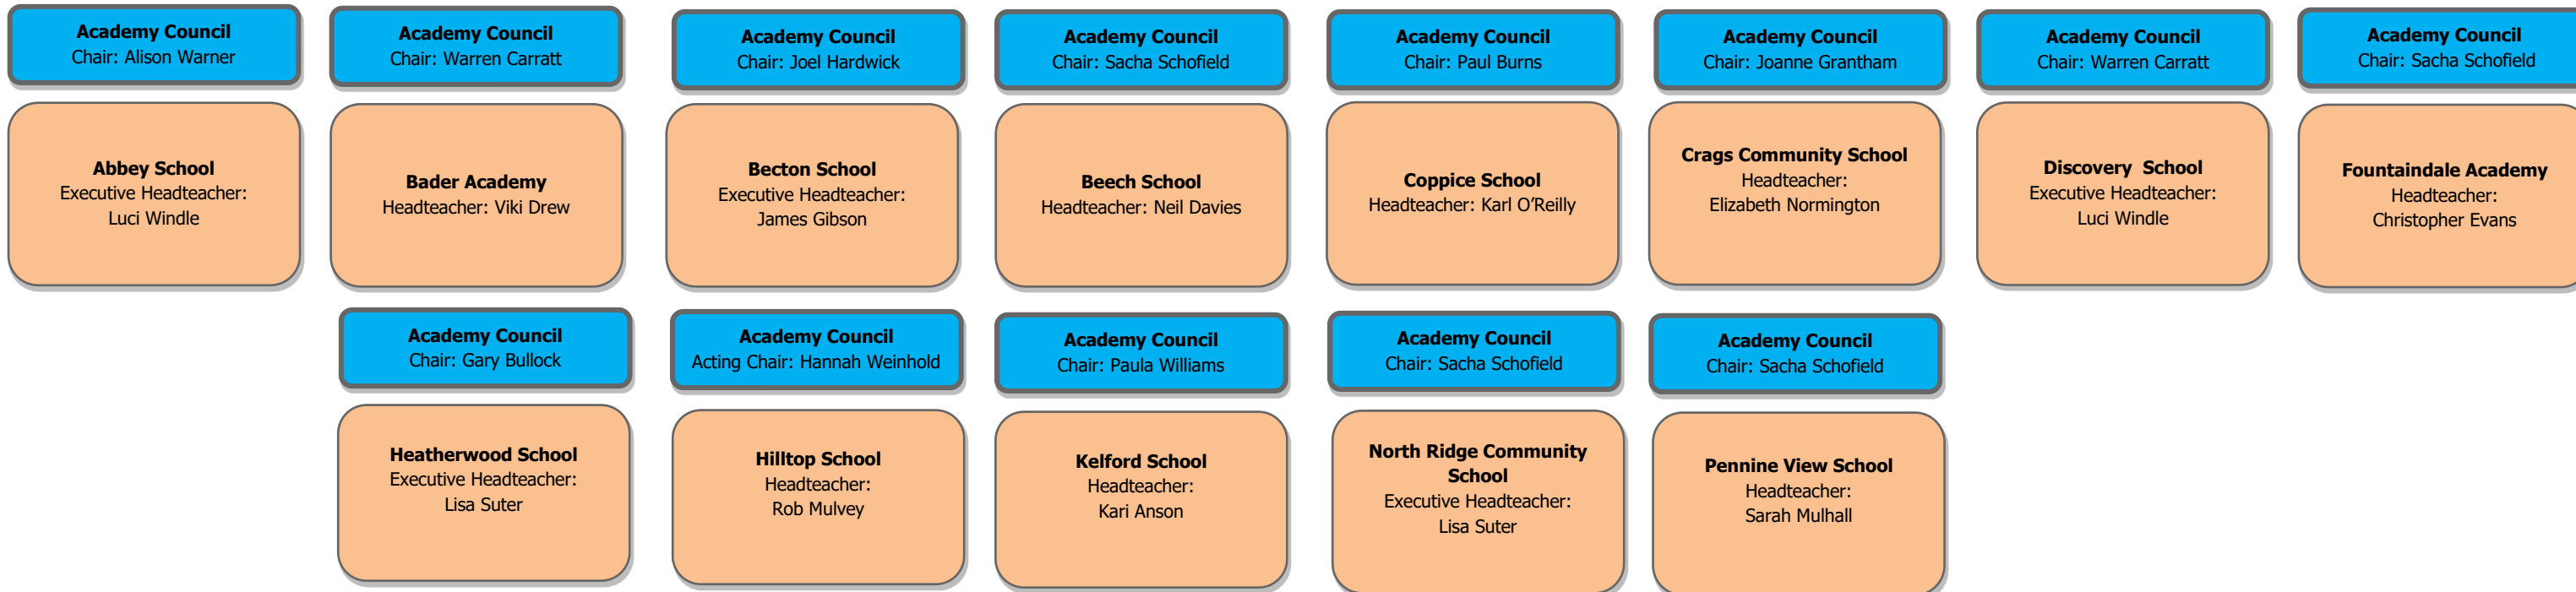 Academy Council
Chair: Alison Warner
Academy Council
Chair: Warren Carratt
Academy Council
Chair: Joel Hardwick
Academy Council
Chair: Sacha Schofield
Academy Council
Chair: Paul Burns
Academy Council
Chair: Joanne Grantham
Academy Council
Chair: Warren Carratt
Academy Council
Chair: Sacha Schofield
Abbey School
Executive Headteacher:
Luci Windle
Bader Academy
Headteacher: Viki Drew
Becton School
Executive Headteacher:
James Gibson
Beech School
Headteacher: Neil Davies
Coppice School
Headteacher: Karl O’Reilly
Crags Community School
Headteacher:
Elizabeth Normington
Discovery  School
Executive Headteacher:
Luci Windle
Fountaindale Academy
Headteacher:
Christopher Evans
Academy Council
Chair: Gary Bullock
Academy Council
Acting Chair: Hannah Weinhold
Academy Council
Chair: Paula Williams
Academy Council
Chair: Sacha Schofield
Academy Council
Chair: Sacha Schofield
Heatherwood School
Executive Headteacher:
Lisa Suter
Hilltop School
Headteacher:
Rob Mulvey
Kelford School
Headteacher:
Kari Anson
North Ridge Community
School
Executive Headteacher:
Lisa Suter
Pennine View School
Headteacher:
Sarah Mulhall